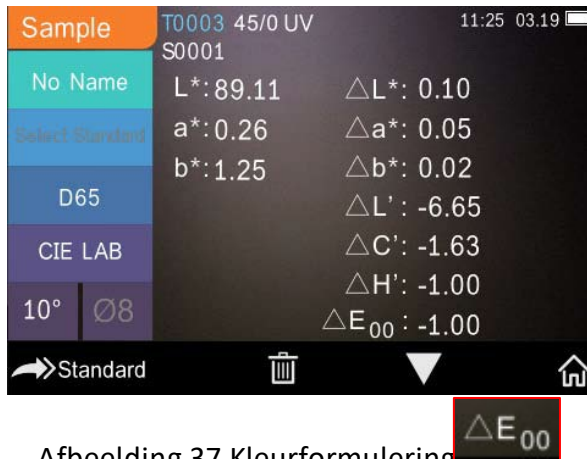 Sample
T0003 45/0 UV
11:25 03.19
S0001
No Name
L*:89.11
△L*: 0.10
Select Standard
a*:0.26
△a*: 0.05
b*:1.25
△b*: 0.02
D65
△L': -6.65
CIE LAB
△C': -1.63
△H': -1.00
10° Ø8
△E00 : -1.00
Standard
Afbeelding 37 Kleurformulering
△E00